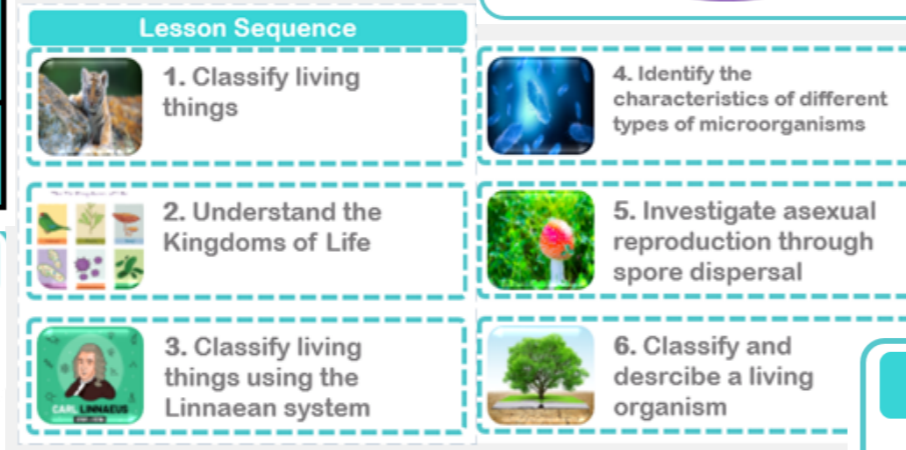 Lesson Sequence
1. Classify living
things
2. Understand the
Kingdoms of Life
3. Classify living
things using the
Linnaean system
CARL LINNAEUS
4. Identify the
characteristics of different
types of microorganisms
5. Investigate asexual
reproduction through
spore dispersal
6. Classify and
desrcibe a living
organism